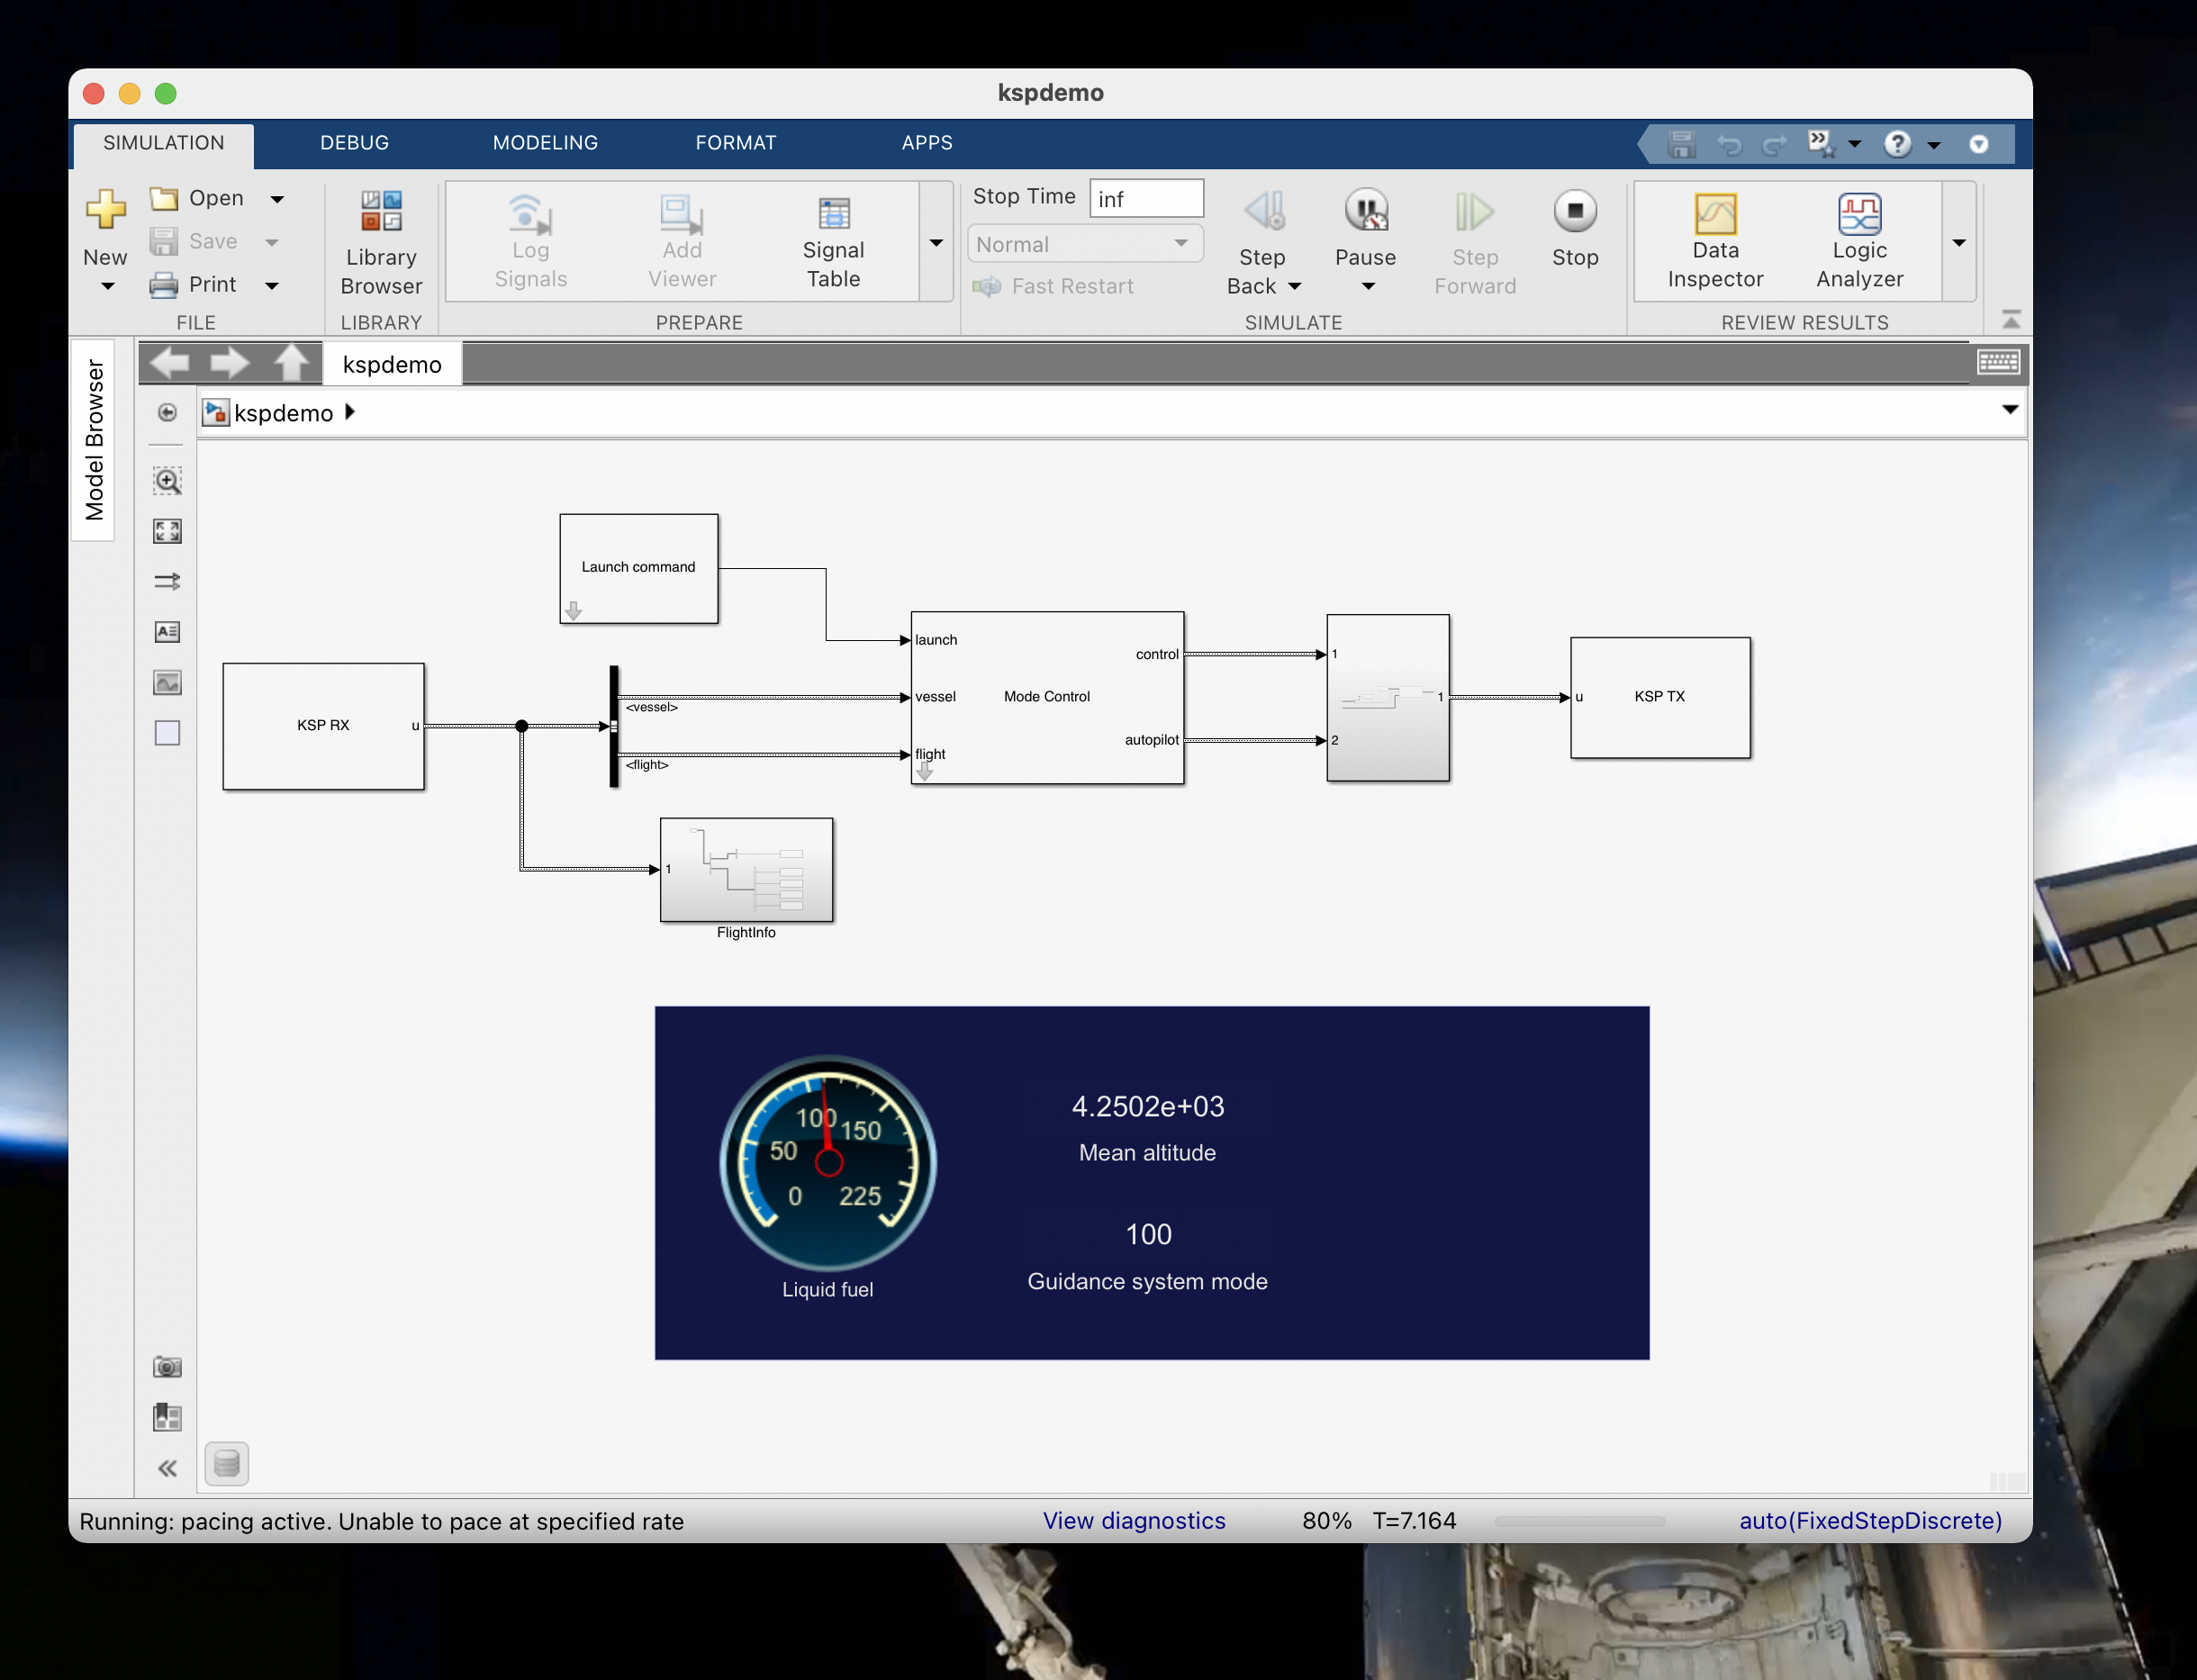 kspdemo
SIMULATION
DEBUG
MODELING
FORMAT
APPS
New
Open
Save
Print
FILE
Library
Browser
LIBRARY
Log
Signals
Add
Viewer
Signal
Table
PREPARE
Stop Time
inf
Normal
Fast Restart
Step
Back
Pause
Step
Forward
Stop
SIMULATE
Data
Inspector
Logic
Analyzer
REVIEW RESULTS
Model Browser
kspdemo
kspdemo
Launch command
KSP RX
u
<vessel>
<flight>
launch
vessel
flight
Mode Control
control
autopilot
1
2
1
u
KSP TX
1
FlightInfo
0
50
100
150
225
Liquid fuel
4.2502e+03
Mean altitude
100
Guidance system mode
Running: pacing active. Unable to pace at specified rate
View diagnostics
80%
T=7.164
auto(FixedStepDiscrete)